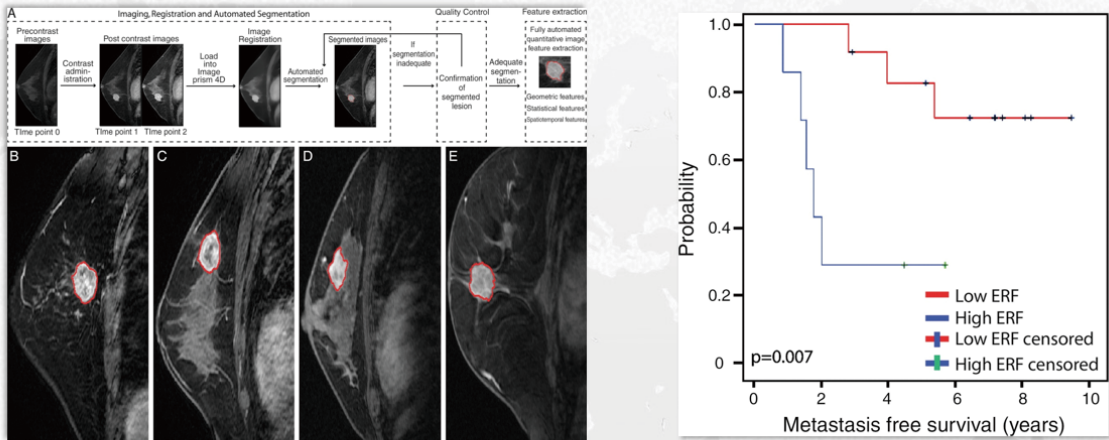 A
Imaging, Registration and Automated Segmentation
Quality Control
Feature extraction
Precontrast
images
Post contrast images
Image
Registration
Segmented images
Fully automated
quantitative image
feature extraction
Contrast
admin-
istration
Load
into
Image
prism 4D
Automated
segmentation
If
segmentation
inadequate
Confirmation
of
segmented
lesion
Adequate
segmen-
tation
Geometric features
Statistical features
Spatiotemporal features
TIme point 0
TIme point 1
TIme point 2
B
C
D
E
Probability
1.0
0.8
0.6
0.4
0.2
0
p=0.007
Low ERF
High ERF
Low ERF censored
High ERF censored
0
2
4
6
8
10
Metastasis free survival (years)